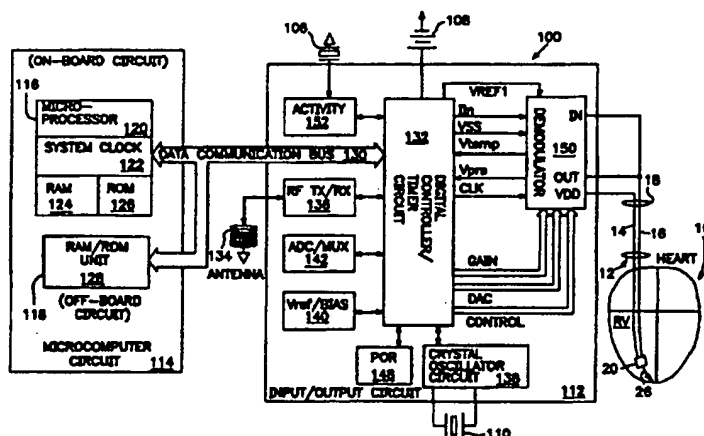 (ON-BOARD CIRCUIT)
116
MICRO-
PROCESSOR
120
SYSTEM CLOCK
122
RAM
124
ROM
126
DATA COMMUNICATION BUS 130
RAM/ROM
UNIT
128
118
(OFF-BOARD
CIRCUIT)
MICROCOMPUTER
CIRCUIT
114
106
108
100
ACTIVITY
152
RF TX/RX
136
134
ANTENNA
ADC/MUX
142
Vref/BIAS
140
POR
148
CRYSTAL
OSCILLATOR
CIRCUIT 138
INPUT/OUTPUT CIRCUIT
112
110
132
DIGITAL
CONTROLLER/
TIMER
CIRCUIT
VREF1
Iin
VSS
Vtemp
Vprs
CLK
GAIN
DAC
CONTROL
DEMODULATOR
150
IN
OUT
VDD
18
14
16
12
10
HEART
RV
20
26